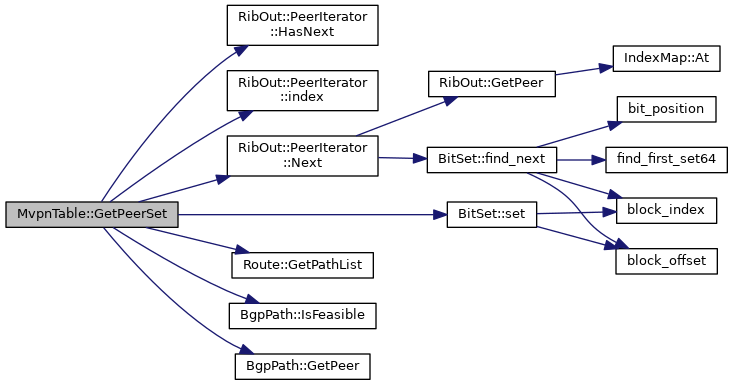 RibOut::PeerIterator
::HasNext
RibOut::PeerIterator
::index
RibOut::PeerIterator
::Next
RibOut::GetPeer
IndexMap::At
bit_position
BitSet::find_next
find_first_set64
block_index
MvpnTable::GetPeerSet
BitSet::set
block_offset
Route::GetPathList
BgpPath::IsFeasible
BgpPath::GetPeer